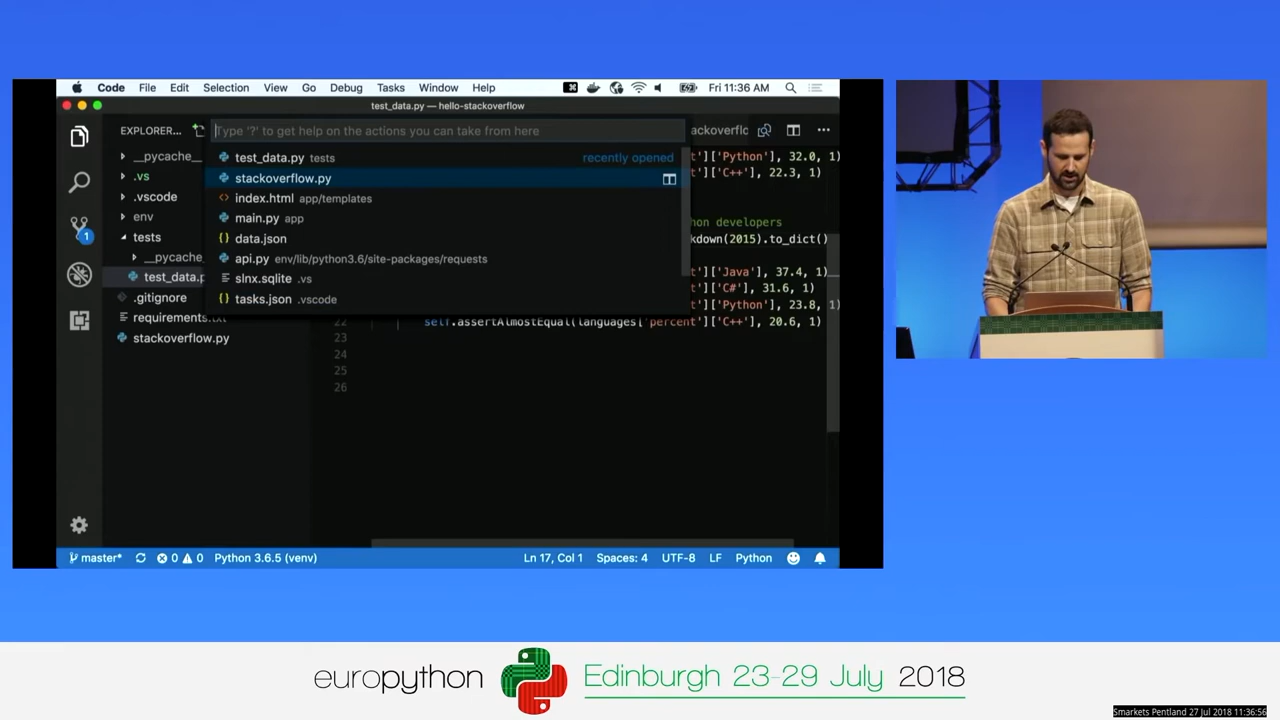 Code File Edit Selection View Go Debug Tasks Window Help Fri 11:36 AM
test_data.py — hello-stackoverflow
EXPLORER...
Type '?' to get help on the actions you can take from here
ackoverflc
__pycache__
.vs
.vscode
env
tests
__pycache_
test_data.p
.gitignore
requirements.txt
stackoverflow.py
test_data.py tests recently opened
stackoverflow.py
index.html app/templates
main.py app
data.json
api.py env/lib/python3.6/site-packages/requests
slnx.sqlite .vs
tasks.json .vscode
t']['Python'], 32.0, 1)
t']['C++'], 22.3, 1)
hon developers
kdown(2015).to_dict()
t']['Java'], 37.4, 1)
t']['C#'], 31.6, 1)
t']['Python'], 23.8, 1)
22 self.assertAlmostEqual(languages['percent']['C++'], 20.6, 1)
23
24
25
26
1
master* 0 0 Python 3.6.5 (venv) Ln 17, Col 1 Spaces: 4 UTF-8 LF Python
europython Edinburgh 23-29 July 2018
Smarkets Pentland 27 Jul 2018 11:36:56